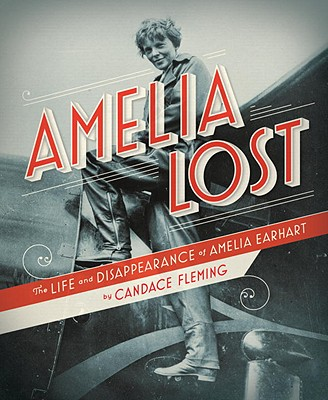 AMELIA
LOST
The LIFE and DISAPPEARANCE of AMELIA EARHART
by CANDACE FLEMING